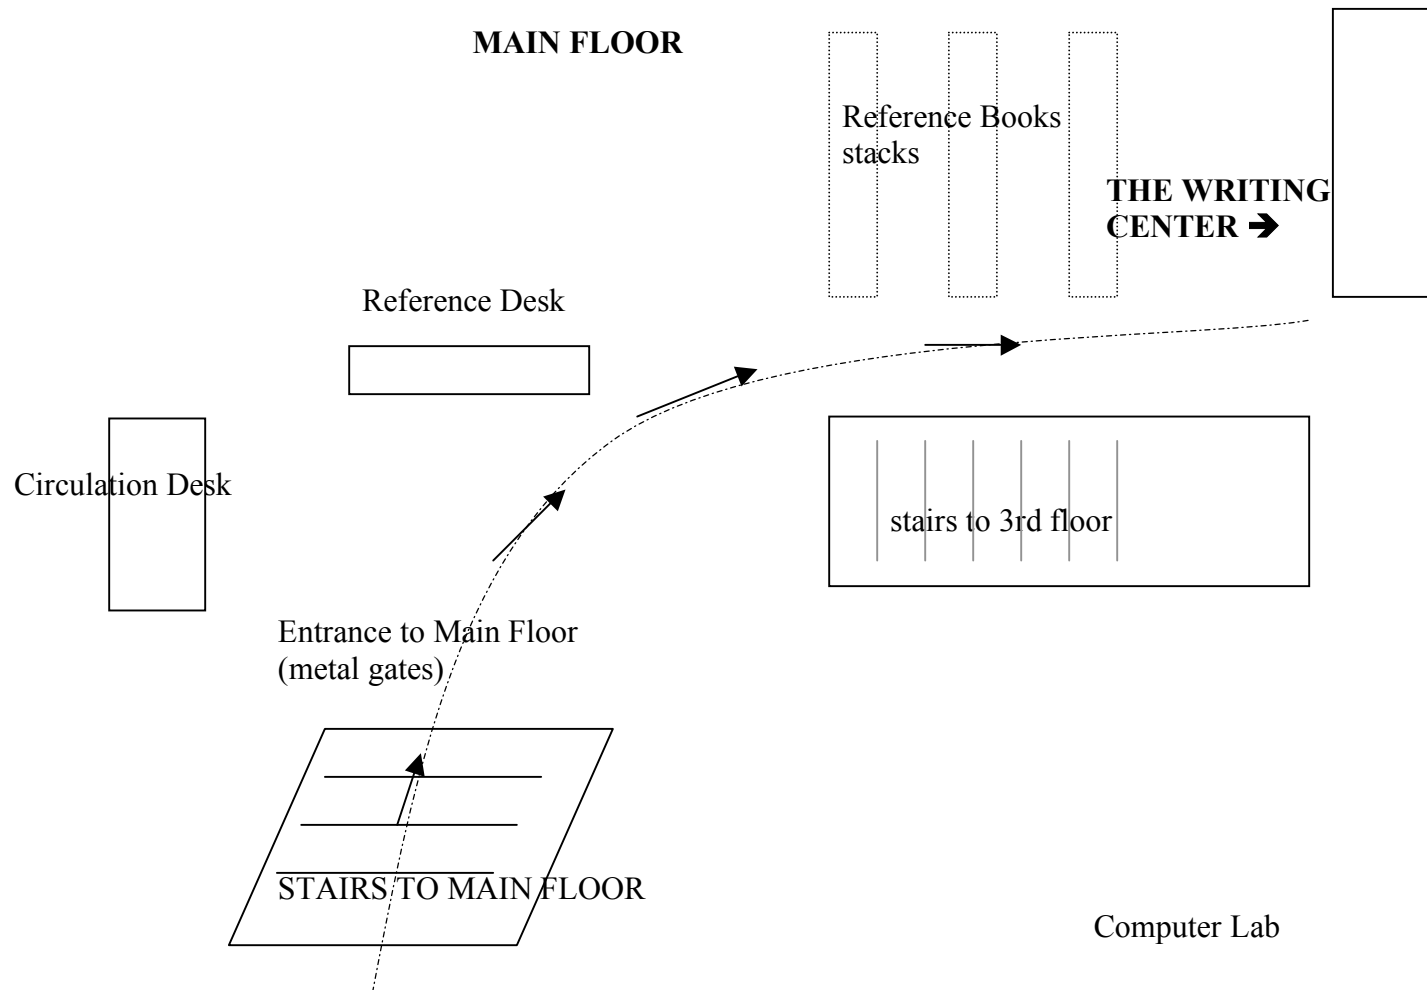 MAIN FLOOR
Reference Books
stacks
THE WRITING
CENTER ➔
Reference Desk
Circulation Desk
stairs to 3rd floor
Entrance to Main Floor
(metal gates)
STAIRS TO MAIN FLOOR
Computer Lab